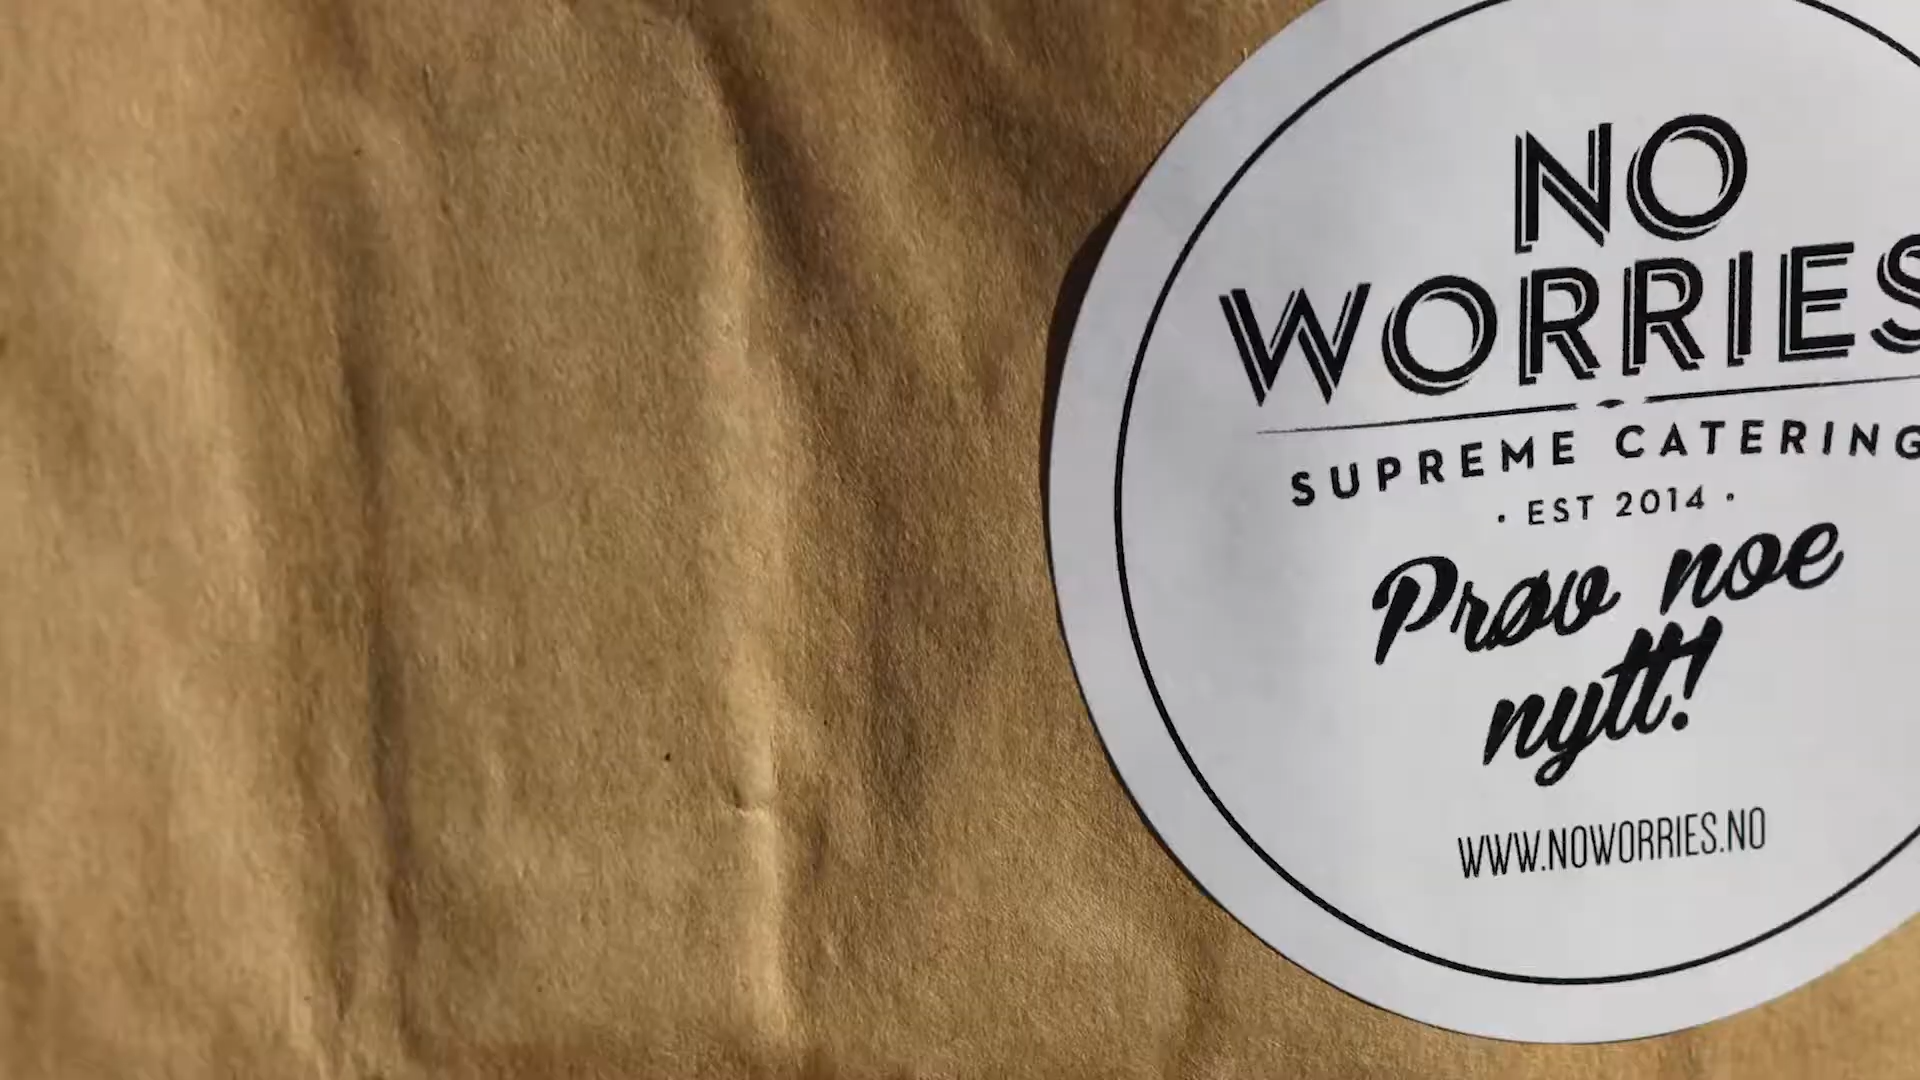 NO
WORRIES
SUPREME CATERING
· EST 2014 ·
Prøv noe
nytt!
WWW.NOWORRIES.NO